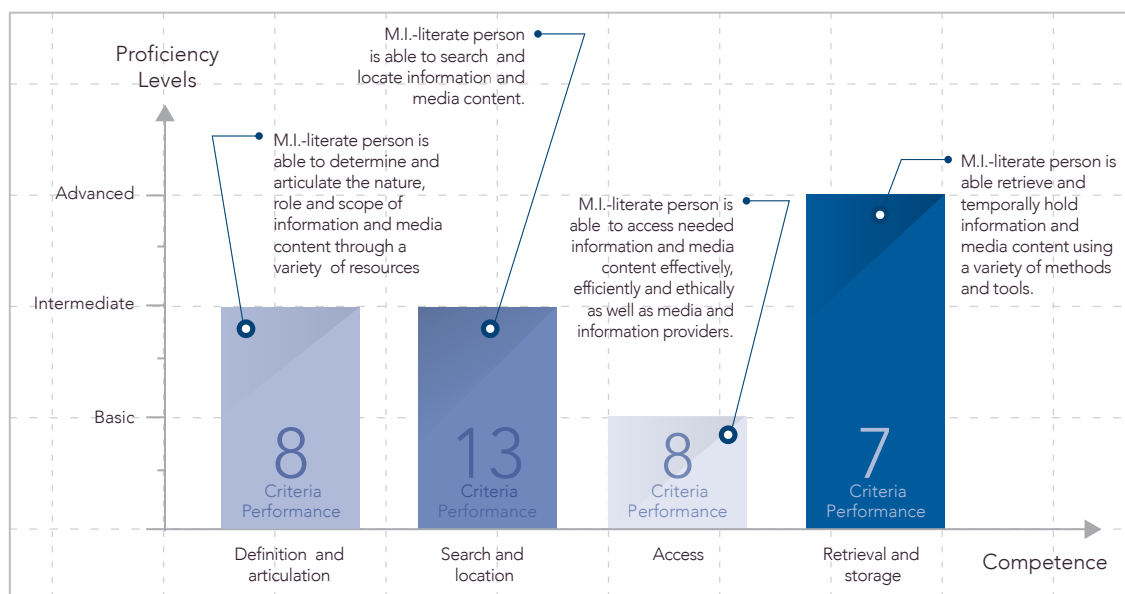 Proficiency
Levels
M.I.-literate person
is able to search and
locate information and
media content.
M.I.-literate person is
able to determine and
articulate the nature,
role and scope of
information and media
content through a
variety of resources
M.I.-literate person is
able to access needed
information and media
content effectively,
efficiently and ethically
as well as media and
information providers.
M.I.-literate person is
able retrieve and
temporally hold
information and
media content using
a variety of methods
and tools.
Advanced
Intermediate
Basic
8
Criteria
Performance
13
Criteria
Performance
8
Criteria
Performance
7
Criteria
Performance
Definition and
articulation
Search and
location
Access
Retrieval and
storage
Competence